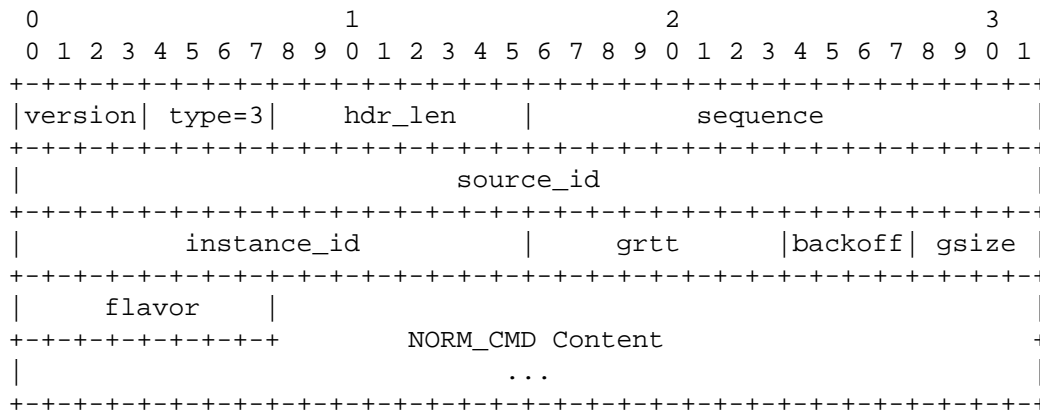 0                   1                   2                   3
 0 1 2 3 4 5 6 7 8 9 0 1 2 3 4 5 6 7 8 9 0 1 2 3 4 5 6 7 8 9 0 1
+-+-+-+-+-+-+-+-+-+-+-+-+-+-+-+-+-+-+-+-+-+-+-+-+-+-+-+-+-+-+-+-+
|version| type=3|    hdr_len    |          sequence             |
+-+-+-+-+-+-+-+-+-+-+-+-+-+-+-+-+-+-+-+-+-+-+-+-+-+-+-+-+-+-+-+-+
|                           source_id                           |
+-+-+-+-+-+-+-+-+-+-+-+-+-+-+-+-+-+-+-+-+-+-+-+-+-+-+-+-+-+-+-+-+
|          instance_id          |     grtt      |backoff| gsize |
+-+-+-+-+-+-+-+-+-+-+-+-+-+-+-+-+-+-+-+-+-+-+-+-+-+-+-+-+-+-+-+-+
|     flavor    |                                               |
+-+-+-+-+-+-+-+-+        NORM_CMD Content                       +
|                              ...                              |
+-+-+-+-+-+-+-+-+-+-+-+-+-+-+-+-+-+-+-+-+-+-+-+-+-+-+-+-+-+-+-+-+